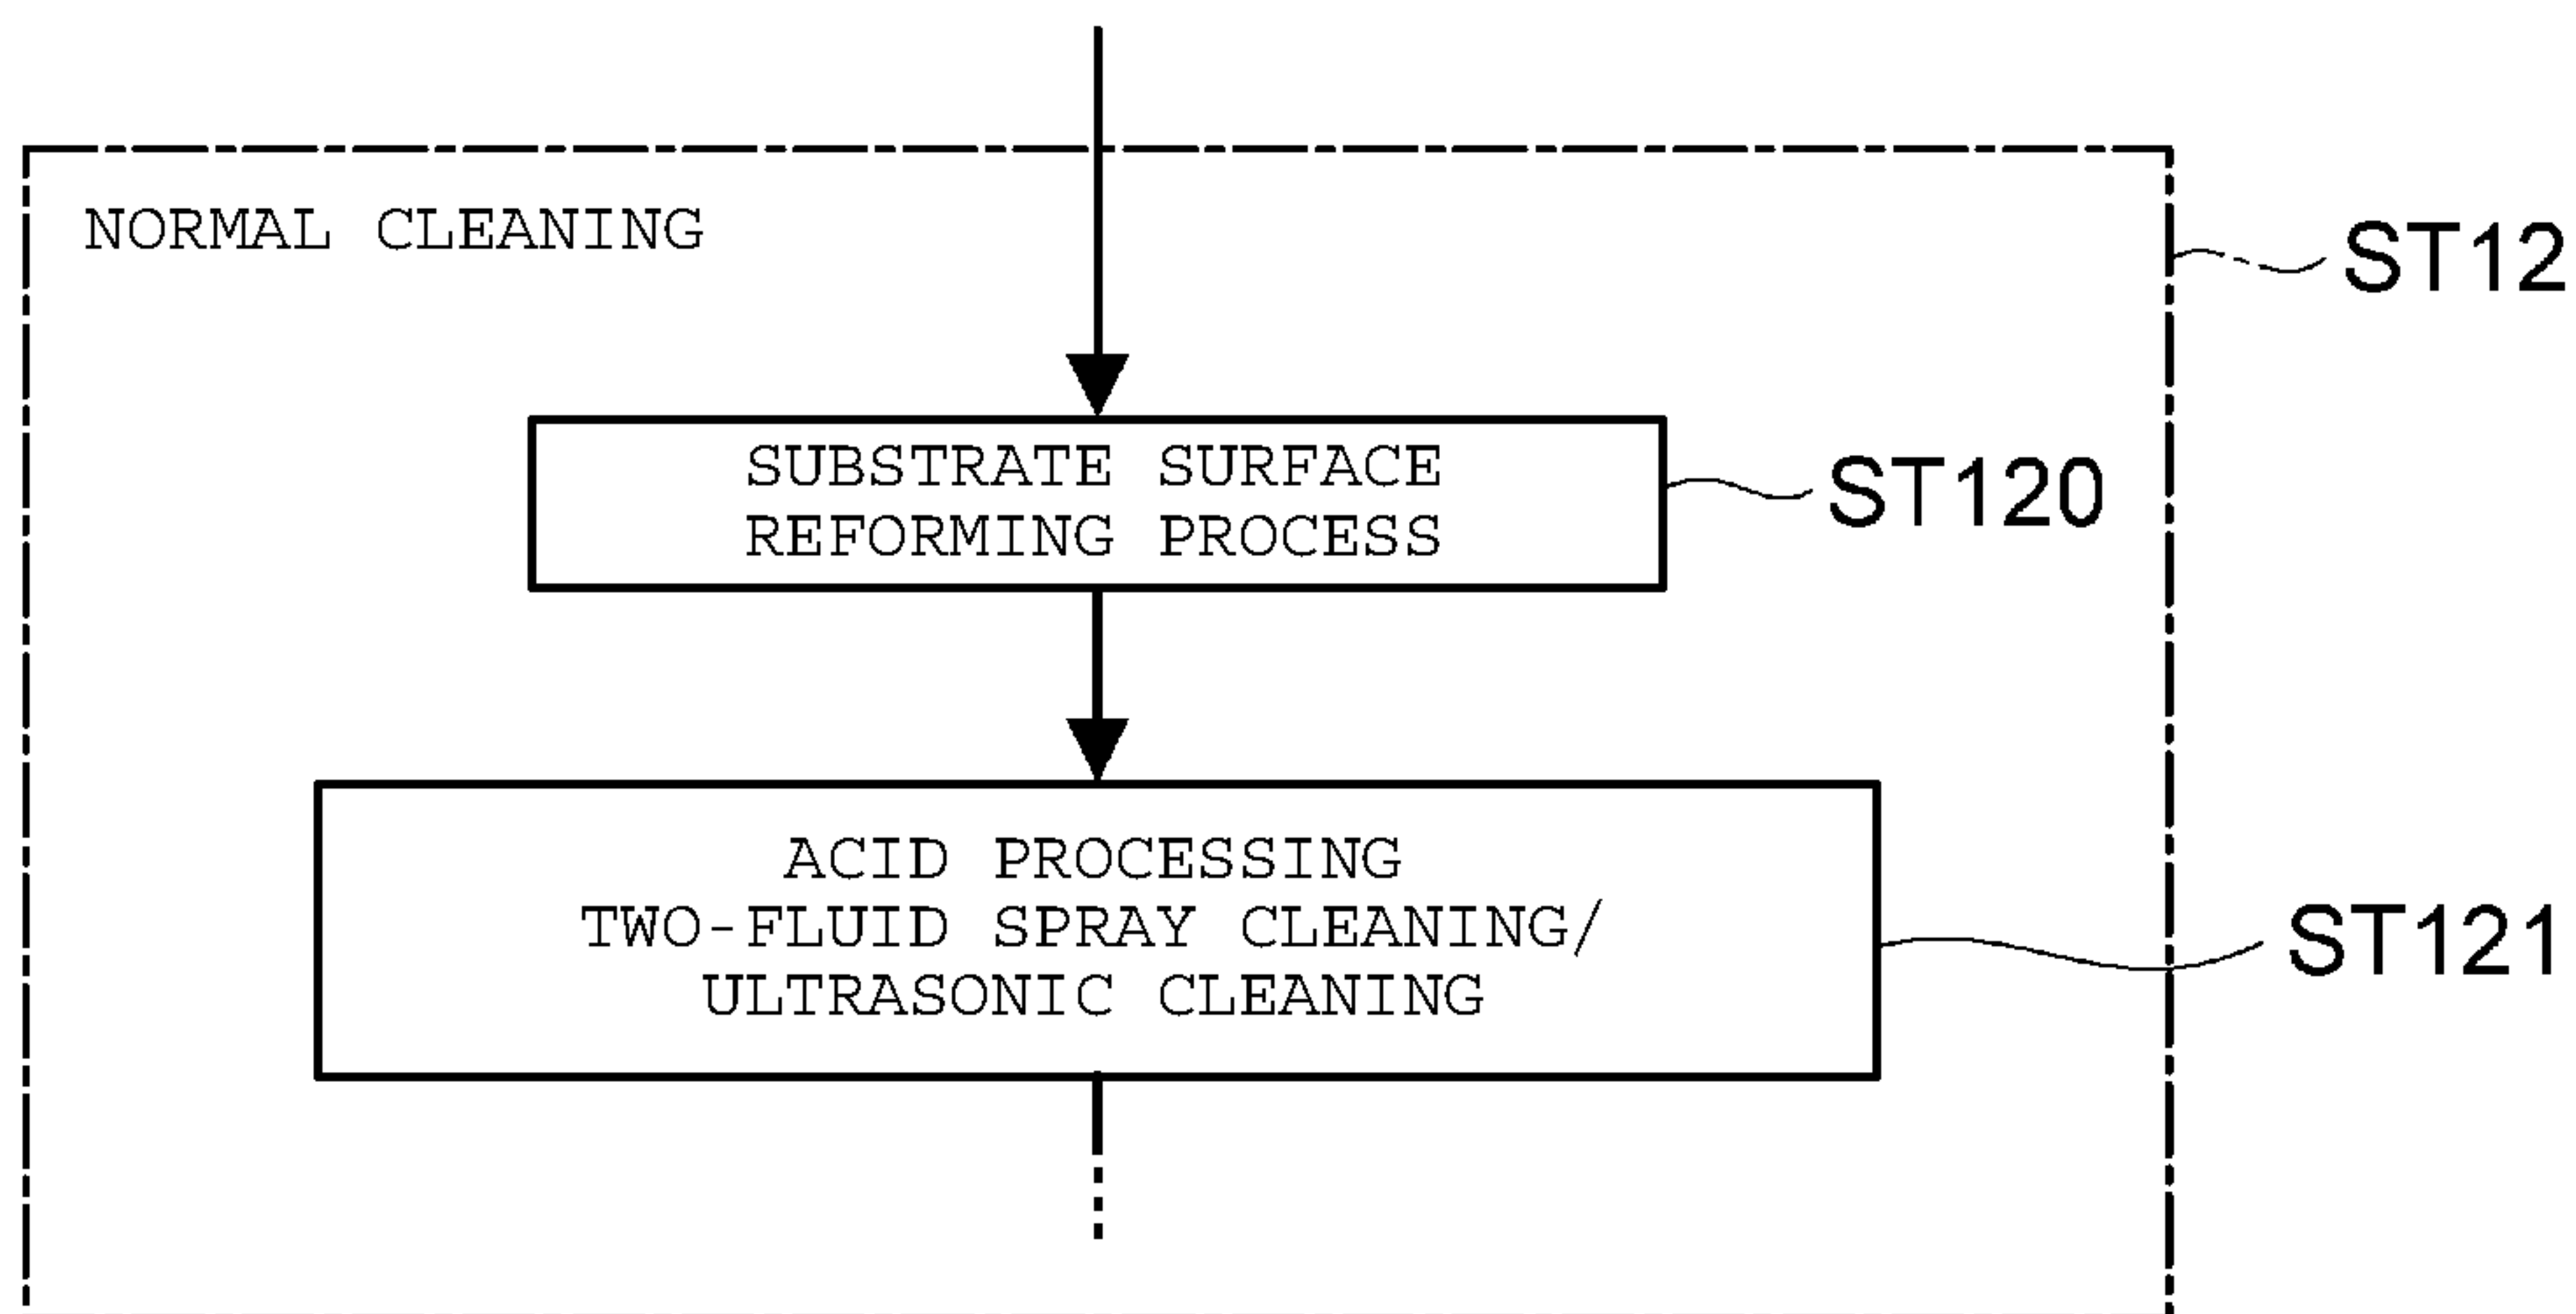 NORMAL CLEANING
ST12
SUBSTRATE SURFACE
REFORMING PROCESS
ST120
ACID PROCESSING
TWO-FLUID SPRAY CLEANING/
ULTRASONIC CLEANING
ST121